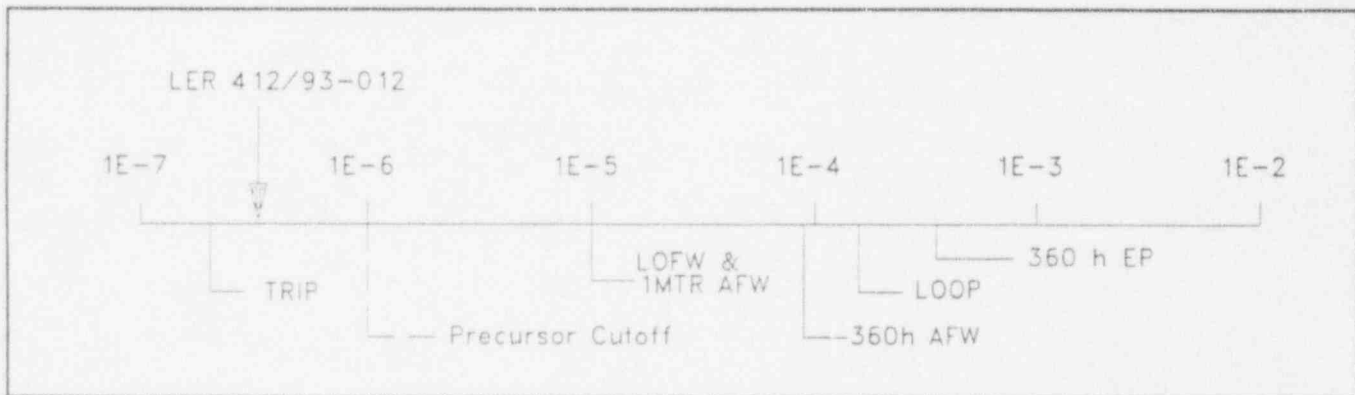 LER 412/93-012
1E-7 1E-6 1E-5 1E-4 1E-3 1E-2
LOFW &
1MTR AFW
360 h EP
TRIP
LOOP
Precursor Cutoff
360h AFW